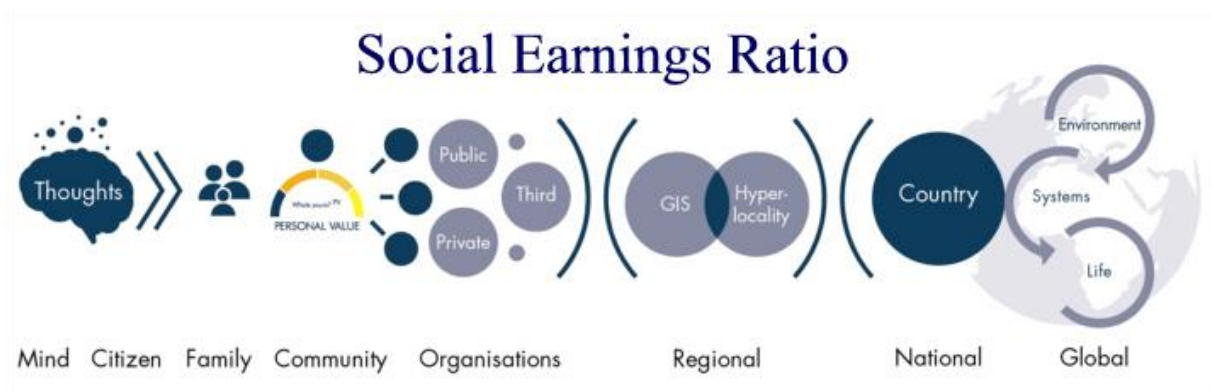 Social Earnings Ratio
Thoughts
PERSONAL VALUE
Public
Third
Private
GIS
Hyper-
locality
Country
Environment
Systems
Life
Mind Citizen Family Community Organisations Regional National Global